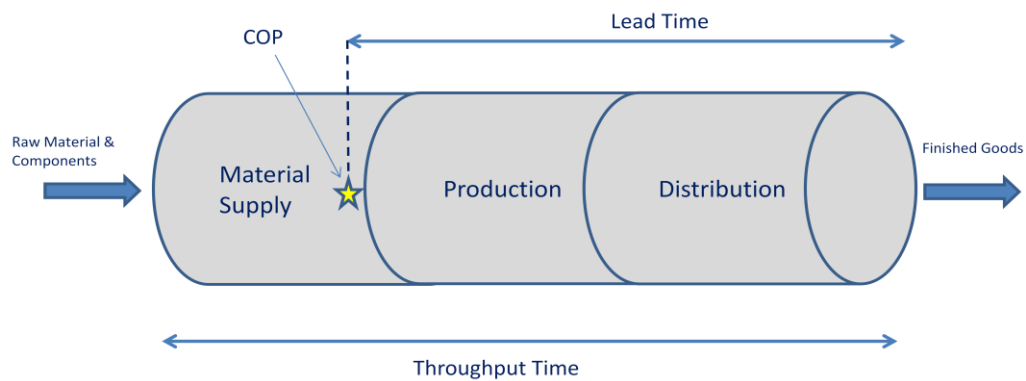 Lead Time
COP
Raw Material &
Components
Material
Supply
Production
Distribution
Finished Goods
Throughput Time